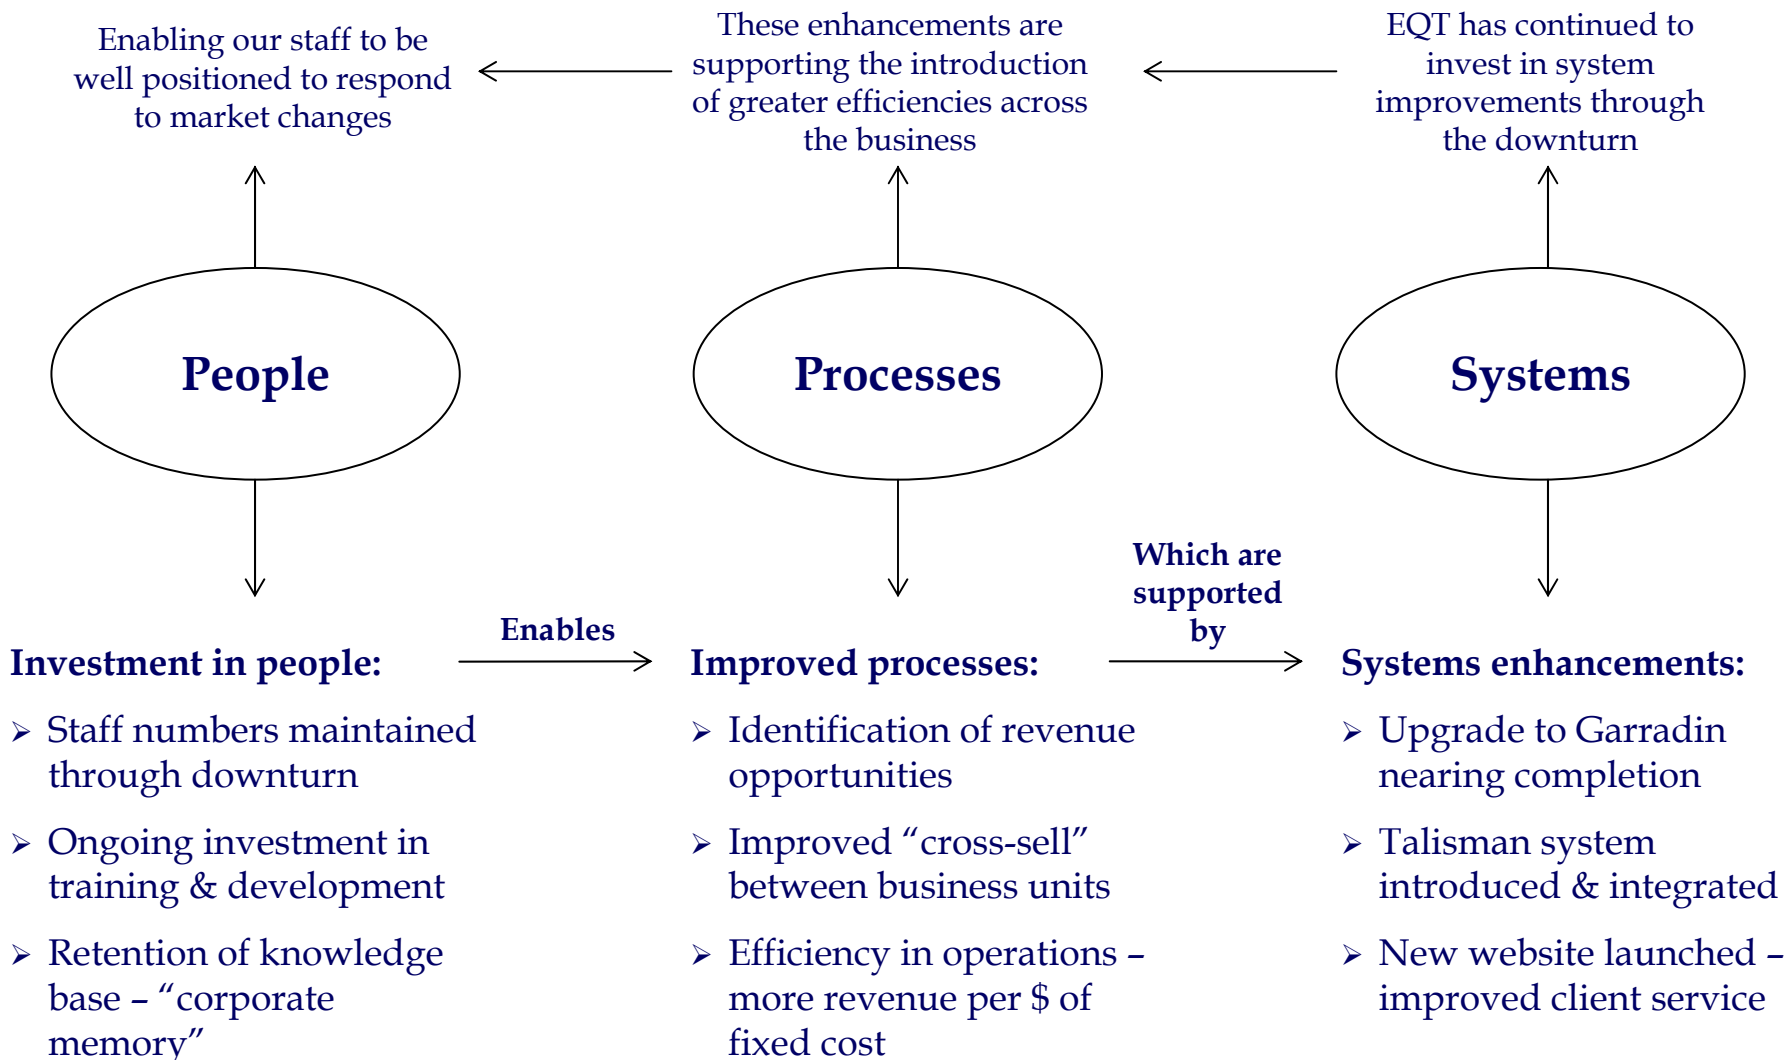 Enabling our staff to be
well positioned to respond
to market changes
These enhancements are
supporting the introduction
of greater efficiencies across
the business
EQT has continued to
invest in system
improvements through
the downturn
People
Processes
Systems
Investment in people:
Enables
Improved processes:
Which are
supported
by
Systems enhancements:
➢ Staff numbers maintained
through downturn
➢ Ongoing investment in
training & development
➢ Retention of knowledge
base – “corporate
memory”
➢ Identification of revenue
opportunities
➢ Improved “cross-sell”
between business units
➢ Efficiency in operations –
more revenue per $ of
fixed cost
➢ Upgrade to Garradin
nearing completion
➢ Talisman system
introduced & integrated
➢ New website launched –
improved client service